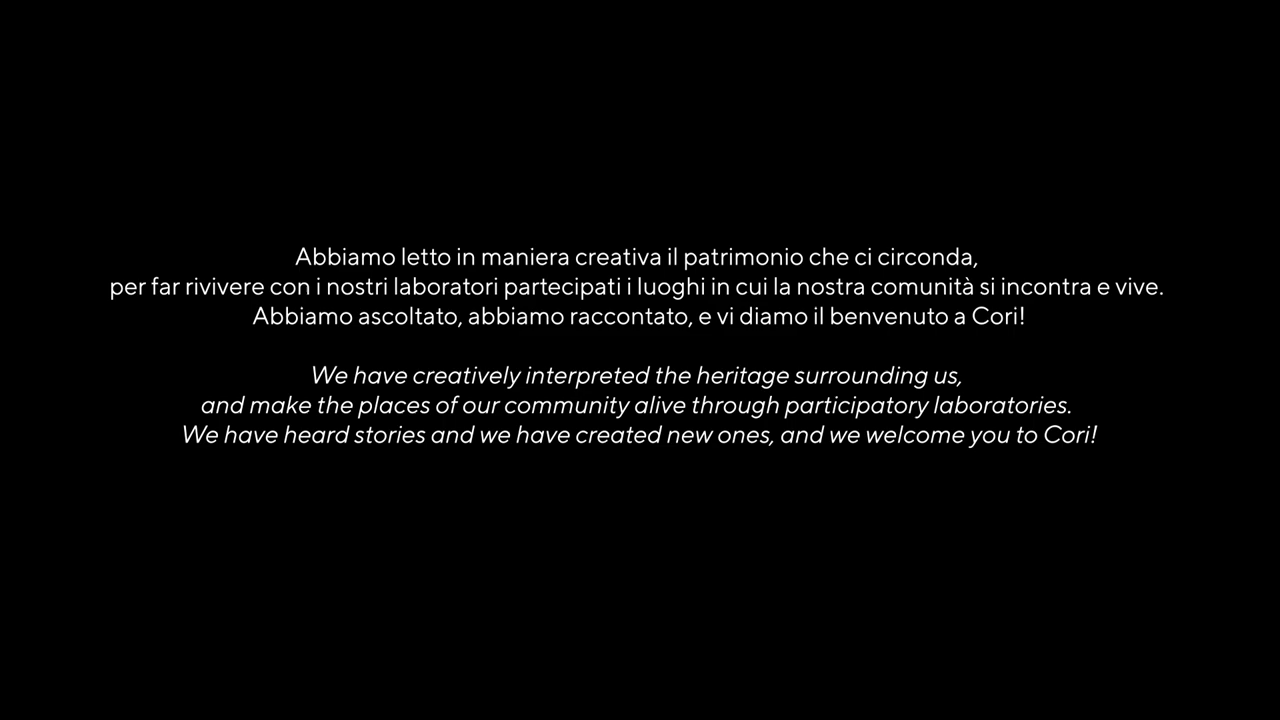 Abbiamo letto in maniera creativa il patrimonio che ci circonda,
per far rivivere con i nostri laboratori partecipati i luoghi in cui la nostra comunità si incontra e vive.
Abbiamo ascoltato, abbiamo raccontato, e vi diamo il benvenuto a Cori!
We have creatively interpreted the heritage surrounding us,
and make the places of our community alive through participatory laboratories.
We have heard stories and we have created new ones, and we welcome you to Cori!